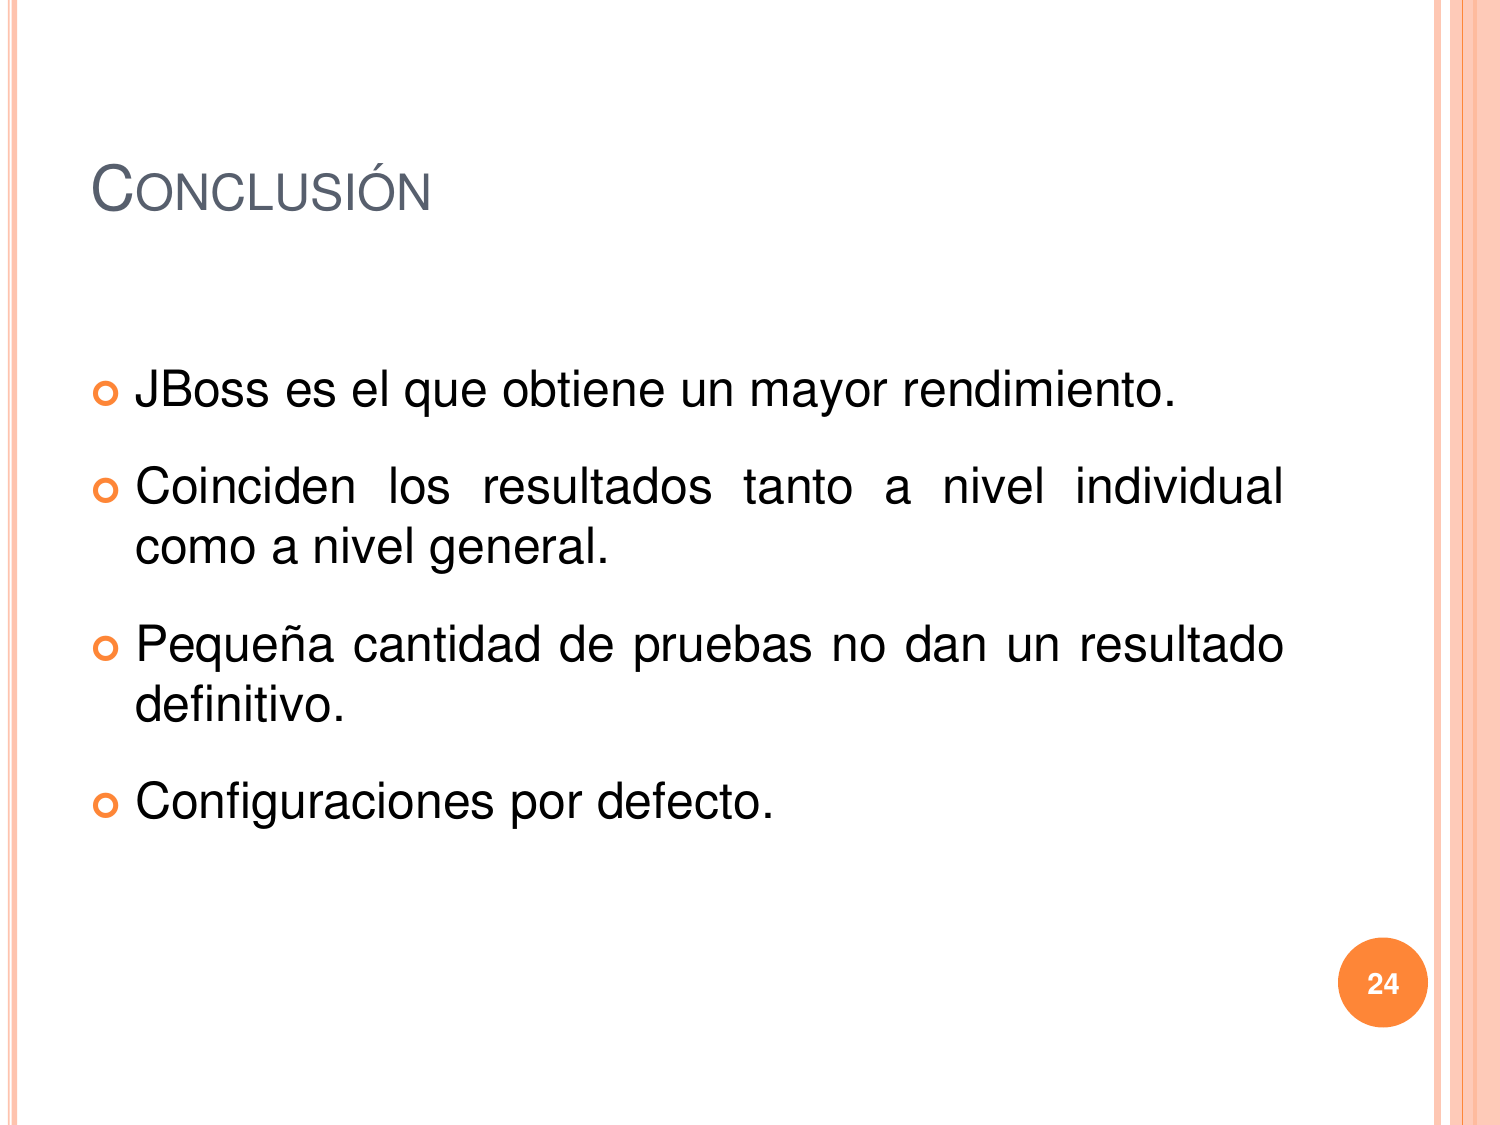 CONCLUSIÓN
JBoss es el que obtiene un mayor rendimiento.
Coinciden los resultados tanto a nivel individual
como a nivel general.
Pequeña cantidad de pruebas no dan un resultado
definitivo.
Configuraciones por defecto.
24